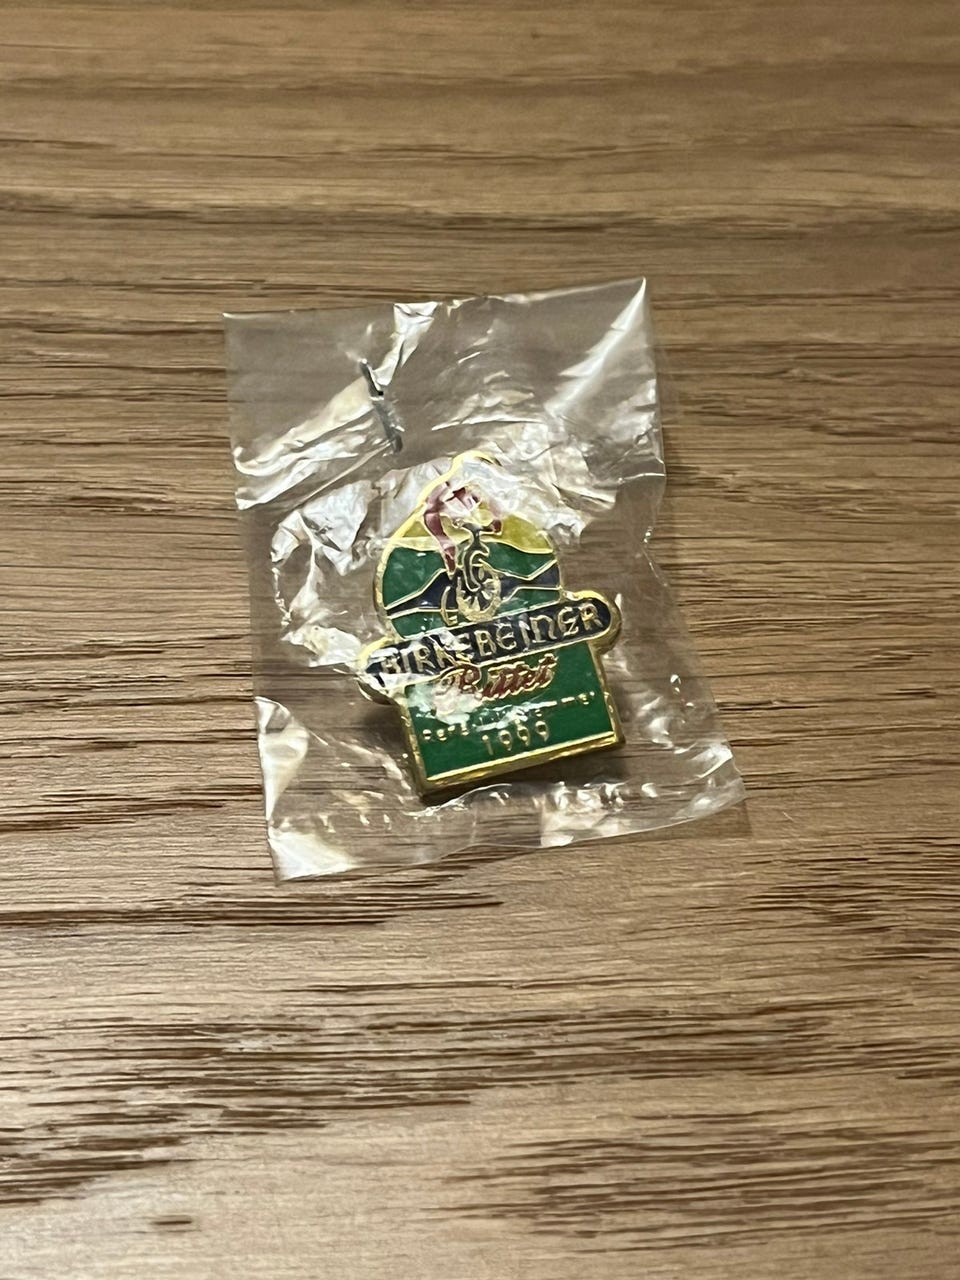 BIRKEBEINER
Rittet
1999